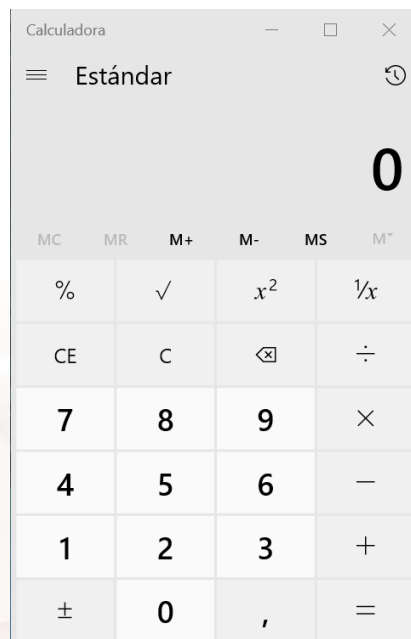 Calculadora
Estándar
0
MC MR M+ M- MS M˅
% √ x² ¹/x
CE C ⌫ ÷
7 8 9 ×
4 5 6 −
1 2 3 +
± 0 , =